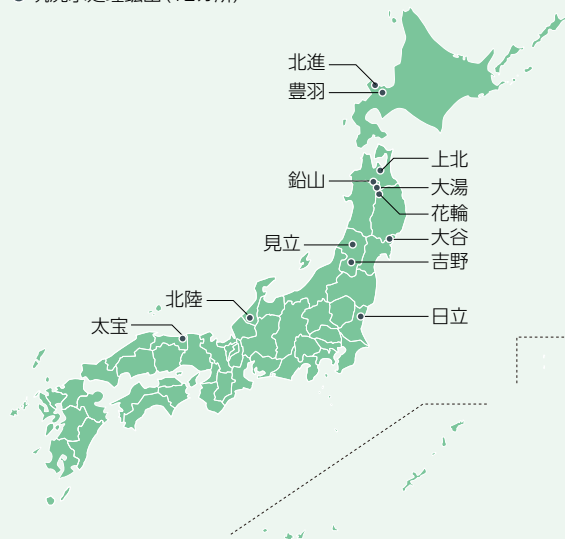 北進
豊羽
上北
鉛山
大湯
花輪
大谷
見立
吉野
北陸
日立
太宝